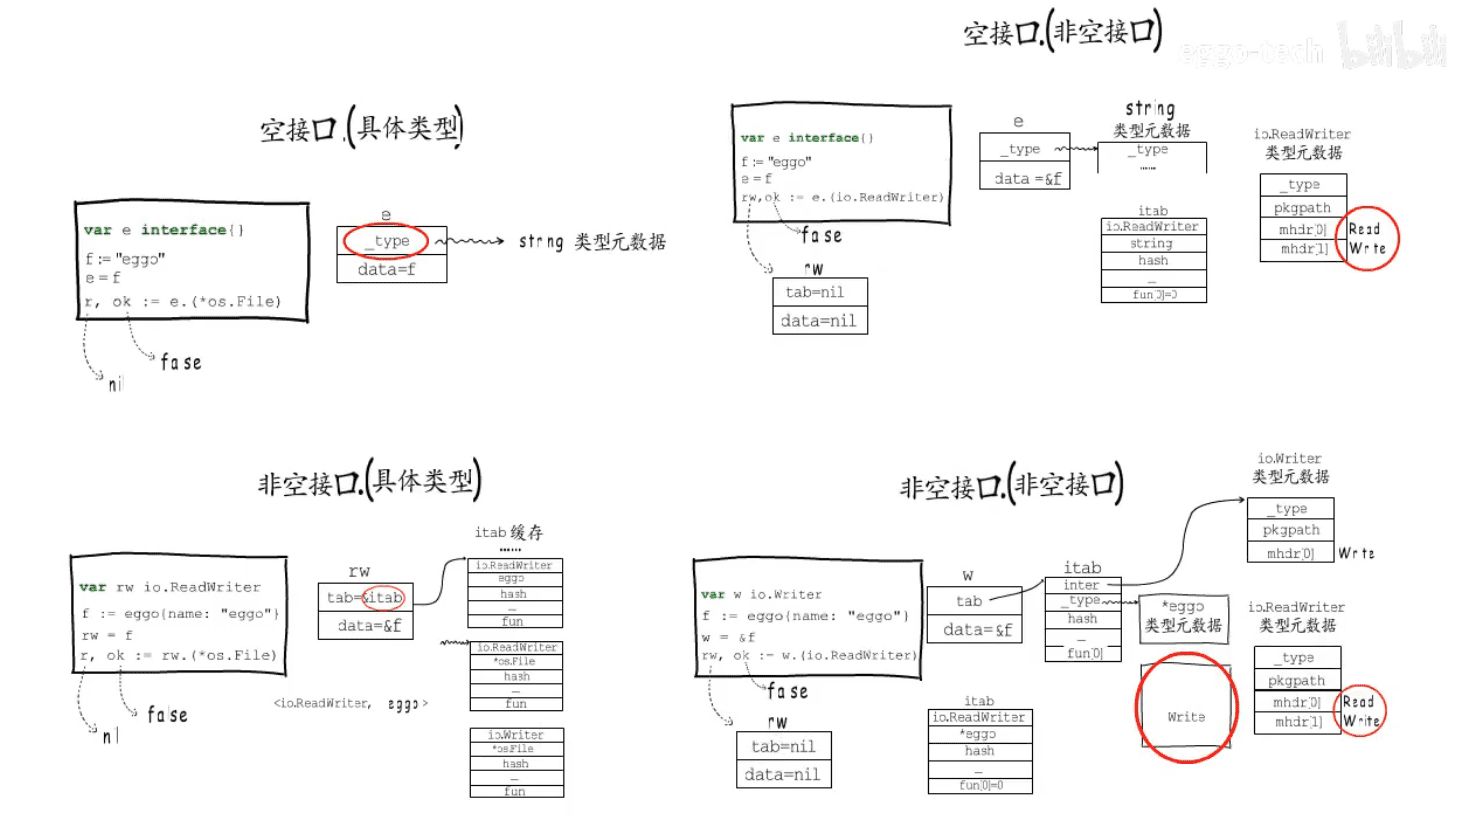 空接口.(具体类型)
var e interface{}
f:="eggo"
e=f
r, ok := e.(*os.File)
nil
false
e
_type
data=f
string 类型元数据
空接口.(非空接口)
eggo-tech bilibili
var e interface{}
f:="eggo"
e=f
rw,ok := e.(io.ReadWriter)
false
rw
tab=nil
data=nil
e
_type
data=&f
string
类型元数据
_type
......
itab
io.ReadWriter
string
hash
_
fun[0]=0
io.ReadWriter
类型元数据
_type
pkgpath
mhdr[0] Read
mhdr[1] Write
非空接口.(具体类型)
var rw io.ReadWriter
f := eggo{name: "eggo"}
rw = f
r, ok := rw.(*os.File)
nil
false
rw
tab=&itab
data=&f
<io.ReadWriter, eggo>
itab 缓存
......
io.ReadWriter
eggo
hash
_
fun
io.ReadWriter
*os.File
hash
_
fun
io.Writer
*os.File
hash
_
fun
非空接口.(非空接口)
var w io.Writer
f := eggo{name: "eggo"}
w = &f
rw, ok := w.(io.ReadWriter)
false
rw
tab=nil
data=nil
w
tab
data=&f
itab
inter
_type
hash
_
fun[0]
itab
io.ReadWriter
*eggo
hash
_
fun[0]=0
*eggo
类型元数据
Write
io.Writer
类型元数据
_type
pkgpath
mhdr[0] Write
io.ReadWriter
类型元数据
_type
pkgpath
mhdr[0] Read
mhdr[1] Write